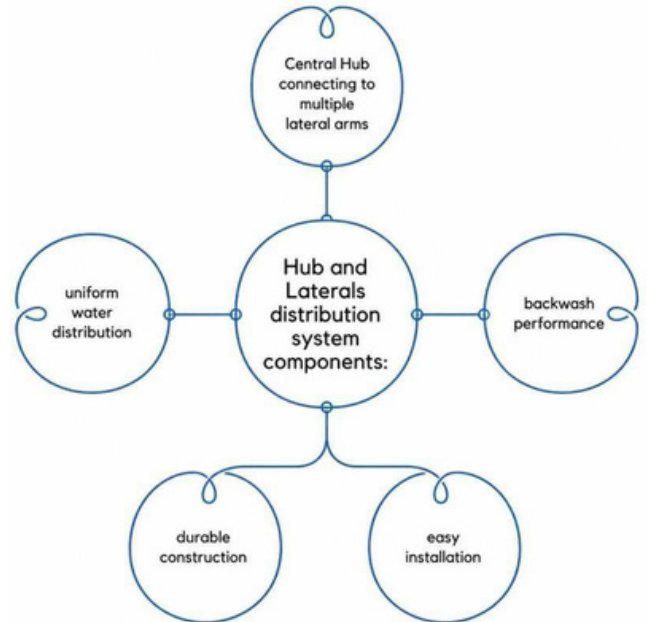 Central Hub
connecting to
multiple
lateral arms
Hub and
Laterals
distribution
system
components:
uniform
water
distribution
backwash
performance
durable
construction
easy
installation